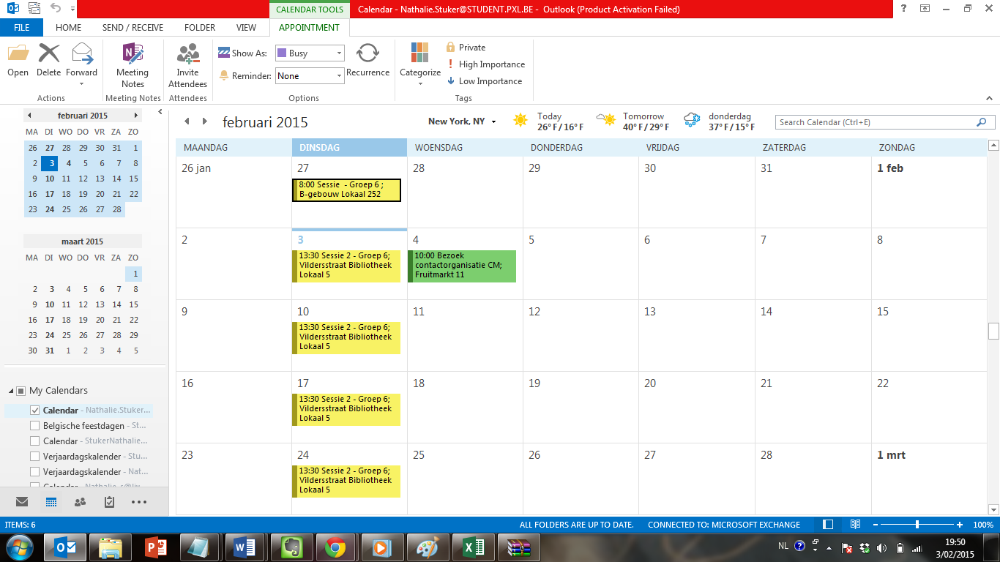 CALENDAR TOOLS
Calendar - Nathalie.Stuker@STUDENT.PXL.BE - Outlook (Product Activation Failed)
FILE HOME SEND / RECEIVE FOLDER VIEW APPOINTMENT
Open Delete Forward
Actions
Meeting Notes
Meeting Notes
Invite Attendees
Attendees
Show As: Busy
Reminder: None
Recurrence
Options
Categorize
Private
High Importance
Low Importance
Tags
februari 2015
MA DI WO DO VR ZA ZO
26 27 28 29 30 31 1
2 3 4 5 6 7 8
9 10 11 12 13 14 15
16 17 18 19 20 21 22
23 24 25 26 27 28
maart 2015
MA DI WO DO VR ZA ZO
1
2 3 4 5 6 7 8
9 10 11 12 13 14 15
16 17 18 19 20 21 22
23 24 25 26 27 28 29
30 31 1 2 3 4 5
My Calendars
Calendar - Nathalie.Stuker...
Belgische feestdagen - St...
Calendar - StukerNathalie...
Verjaardagskalender - Stu...
Verjaardagskalender - Nat...
februari 2015
New York, NY
Today
26° F / 16° F
Tomorrow
40° F / 29° F
donderdag
37° F / 15° F
Search Calendar (Ctrl+E)
MAANDAG DINSDAG WOENSDAG DONDERDAG VRIJDAG ZATERDAG ZONDAG
26 jan 27 28 29 30 31 1 feb
8:00 Sessie - Groep 6 ;
B-gebouw Lokaal 252
2 3 4 5 6 7 8
13:30 Sessie 2 - Groep 6;
Vildersstraat Bibliotheek
Lokaal 5
10:00 Bezoek
contactorganisatie CM;
Fruitmarkt 11
9 10 11 12 13 14 15
13:30 Sessie 2 - Groep 6;
Vildersstraat Bibliotheek
Lokaal 5
16 17 18 19 20 21 22
13:30 Sessie 2 - Groep 6;
Vildersstraat Bibliotheek
Lokaal 5
23 24 25 26 27 28 1 mrt
13:30 Sessie 2 - Groep 6;
Vildersstraat Bibliotheek
Lokaal 5
ITEMS: 6
ALL FOLDERS ARE UP TO DATE.
CONNECTED TO: MICROSOFT EXCHANGE
100%
NL
19:50
3/02/2015